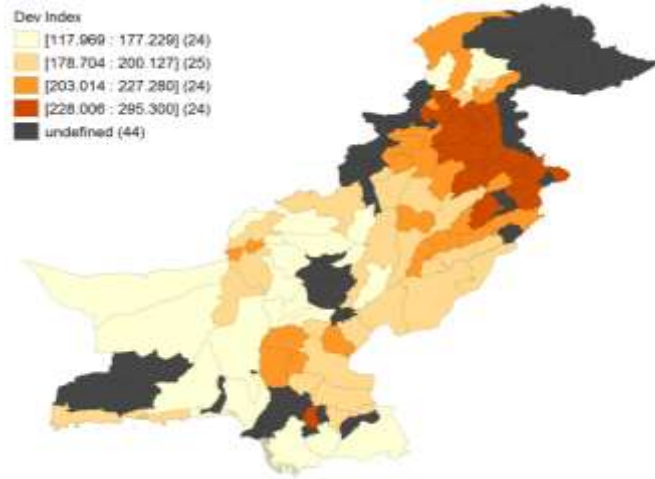 Dev Index
[117.969 : 177.229] (24)
[178.704 : 200.127] (25)
[203.014 : 227.280] (24)
[228.006 : 295.300] (24)
undefined (44)